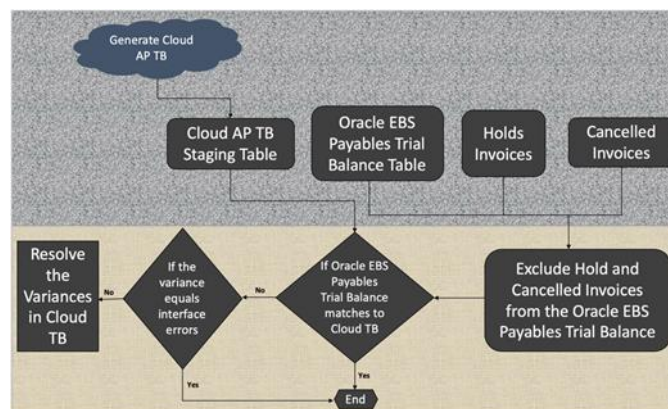 Generate Cloud
AP TB
Cloud AP TB
Staging Table
Oracle EBS
Payables Trial
Balance Table
Holds
Invoices
Cancelled
Invoices
Resolve
the
Variances
in Cloud
TB
No
If the
variance
equals
interface
errors
No
If Oracle EBS
Payables
Trial Balance
matches to
Cloud TB
Exclude Hold and
Cancelled Invoices
from the Oracle EBS
Payables Trial Balance
Yes
Yes
End